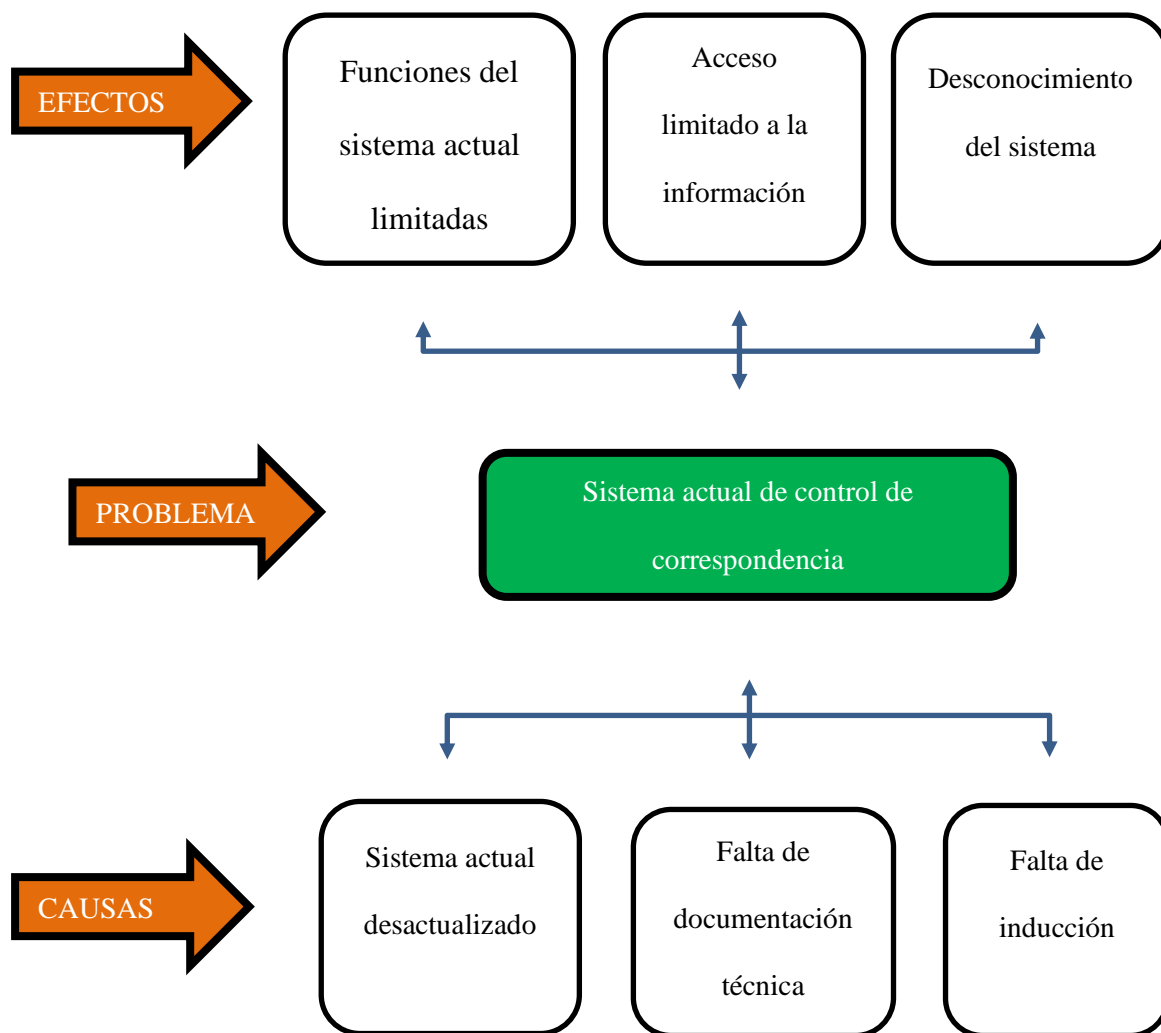 EFECTOS
Funciones del
sistema actual
limitadas
Acceso
limitado a la
información
Desconocimiento
del sistema
PROBLEMA
Sistema actual de control de
correspondencia
CAUSAS
Sistema actual
desactualizado
Falta de
documentación
técnica
Falta de
inducción